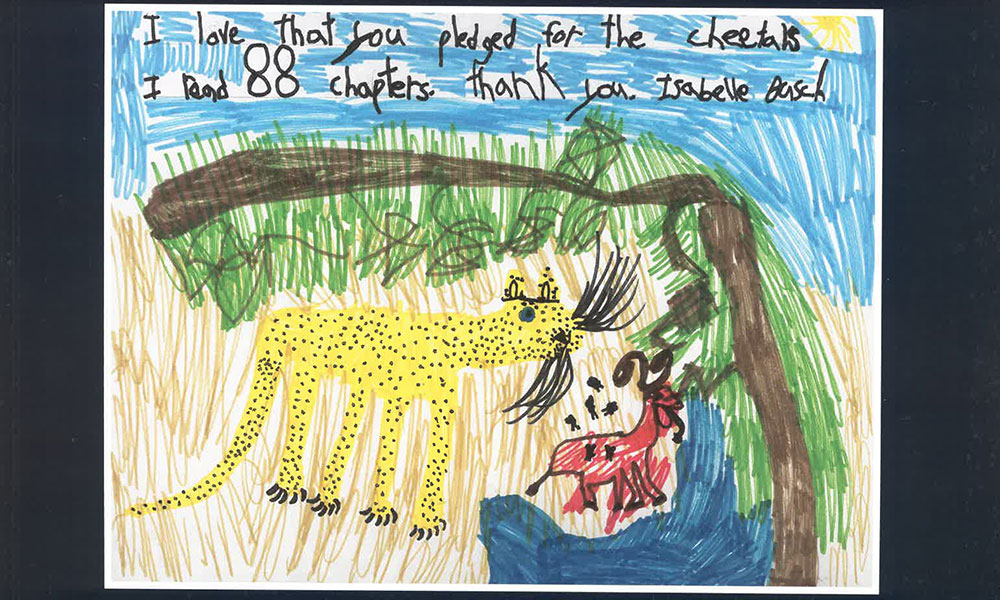 I love that you pledged for the cheetahs
I Read 88 chapters. thank you. Isabelle Busch